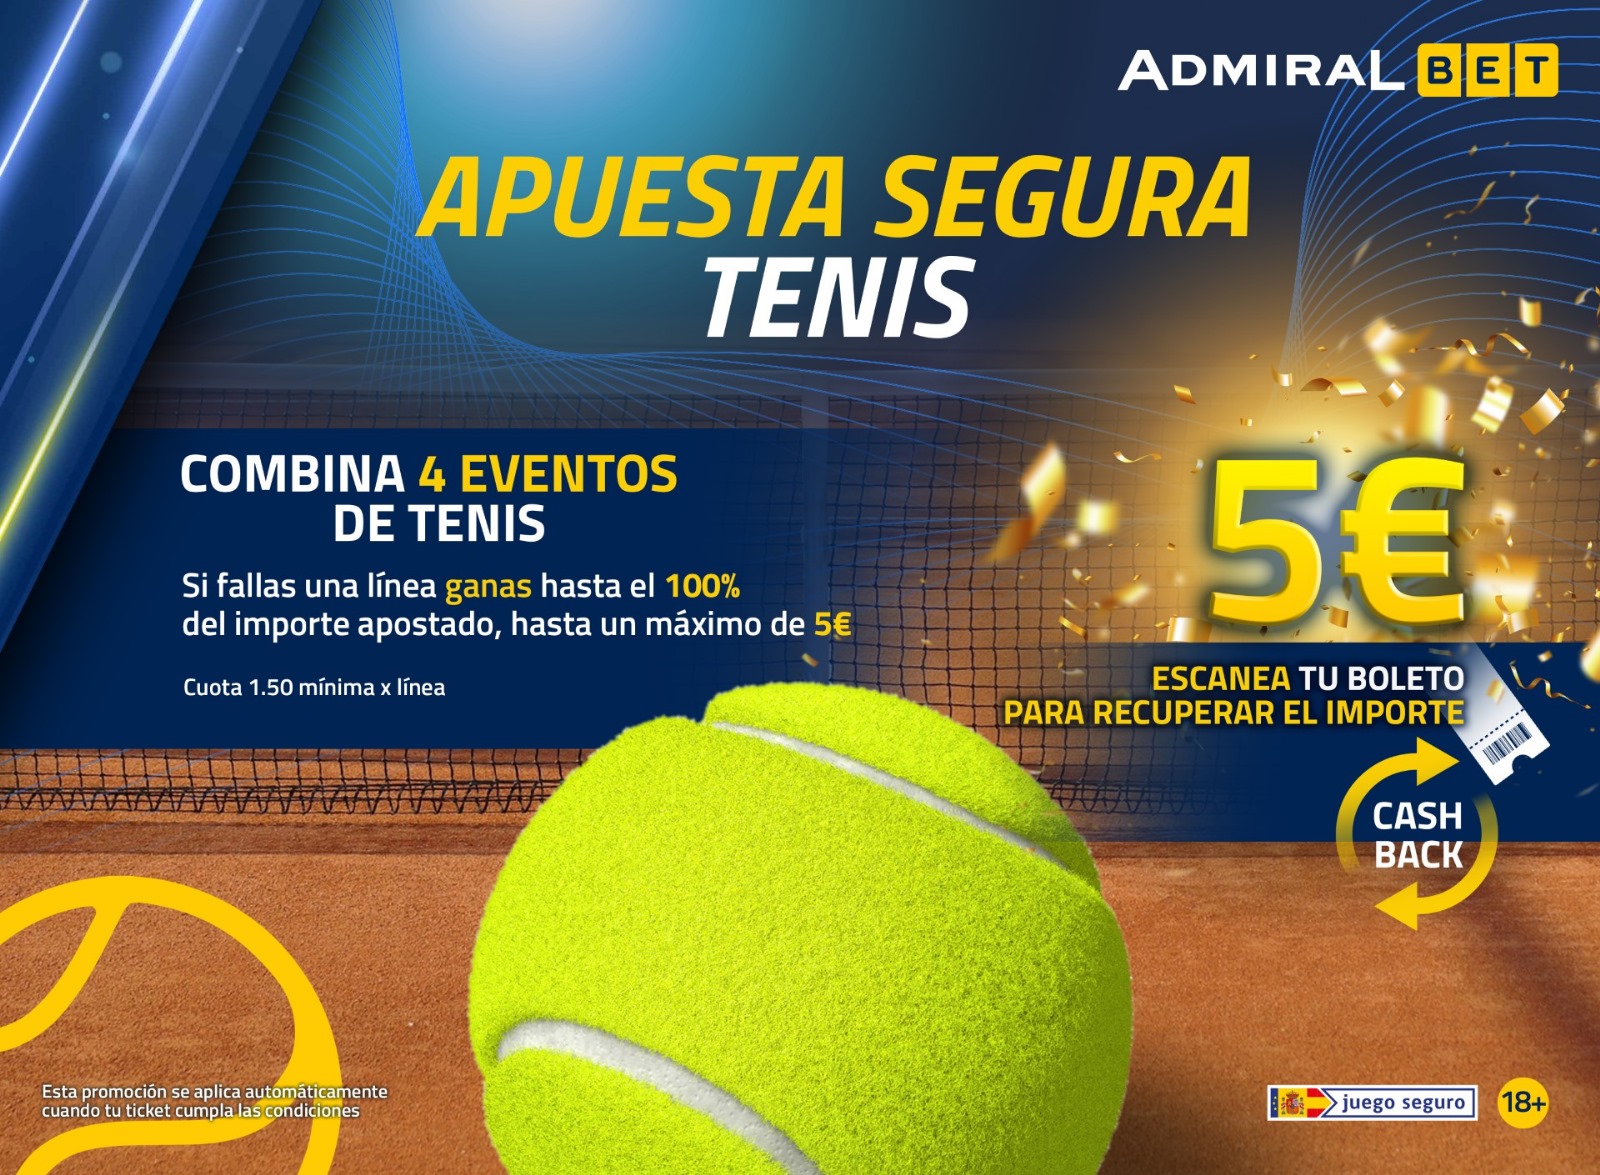 ADMIRALBET
APUESTA SEGURA
TENIS
COMBINA 4 EVENTOS
DE TENIS
Si fallas una línea ganas hasta el 100%
del importe apostado, hasta un máximo de 5€
Cuota 1.50 mínima x línea
5€
ESCANEA TU BOLETO
PARA RECUPERAR EL IMPORTE
CASH
BACK
Esta promoción se aplica automáticamente
cuando tu ticket cumpla las condiciones
juego seguro
18+